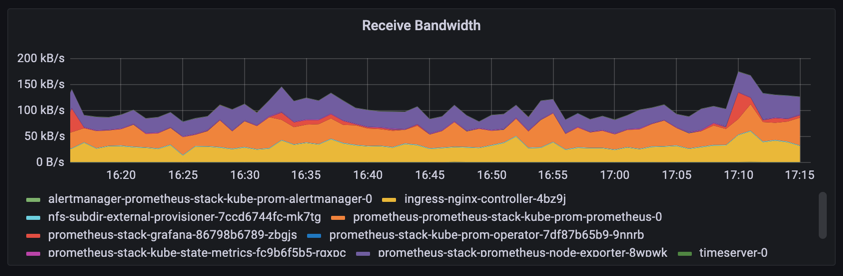 Receive Bandwidth
200 kB/s
150 kB/s
100 kB/s
50 kB/s
0 B/s
16:20 16:25 16:30 16:35 16:40 16:45 16:50 16:55 17:00 17:05 17:10 17:15
alertmanager-prometheus-stack-kube-prom-alertmanager-0 ingress-nginx-controller-4bz9j
nfs-subdir-external-provisioner-7ccd6744fc-mk7tg prometheus-prometheus-stack-kube-prom-prometheus-0
prometheus-stack-grafana-86798b6789-zbgjs prometheus-stack-kube-prom-operator-7df87b65b9-9nnrb
prometheus-stack-kube-state-metrics-fc9b6f5b5-rgxpc prometheus-stack-prometheus-node-exporter-8wpwk timeserver-0